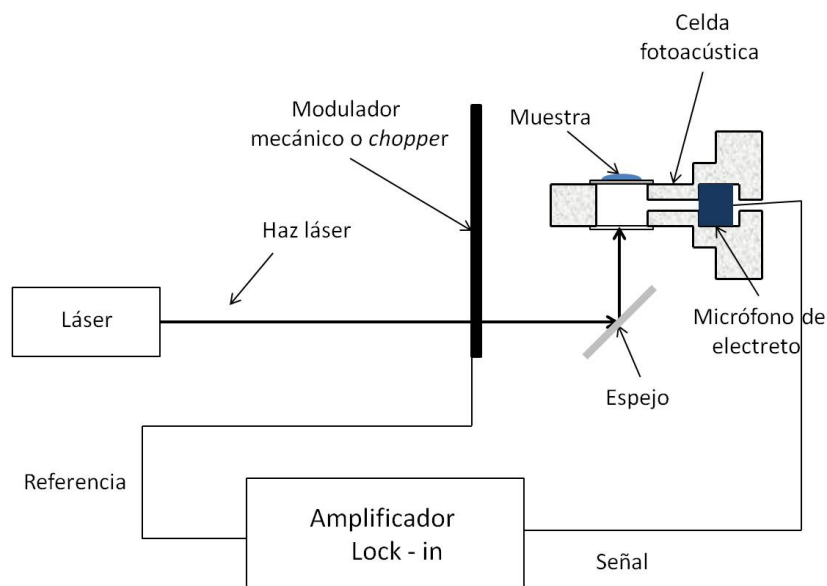 Celda
fotoacústica
Modulador
mecánico o chopper
Muestra
Haz láser
Láser
Micrófono de
electreto
Espejo
Referencia
Amplificador
Lock - in
Señal